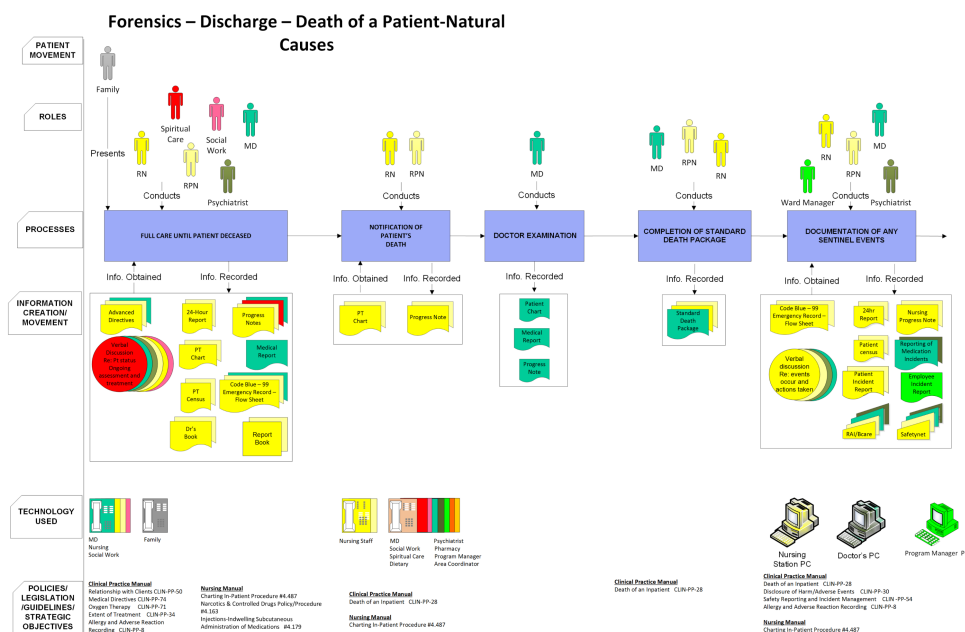 Forensics – Discharge – Death of a Patient-Natural
Causes
PATIENT
MOVEMENT
Family
ROLES
Spiritual
Care
Social
Work
MD
RN
RPN
Psychiatrist
RN
RPN
MD
MD
RPN
RN
RN
RPN
MD
Ward Manager
Psychiatrist
Presents
Conducts
Conducts
Conducts
Conducts
Conducts
PROCESSES
FULL CARE UNTIL PATIENT DECEASED
NOTIFICATION OF
PATIENT'S
DEATH
DOCTOR EXAMINATION
COMPLETION OF STANDARD
DEATH PACKAGE
DOCUMENTATION OF ANY
SENTINEL EVENTS
Info. Obtained
Info. Recorded
Info. Obtained
Info. Recorded
Info. Recorded
Info. Recorded
Info. Obtained
Info. Recorded
INFORMATION
CREATION/
MOVEMENT
Advanced
Directives
24-Hour
Report
Progress
Notes
Verbal
Discussion
Re: Pt status
Ongoing
assessment and
treatment
PT
Chart
Medical
Report
PT
Census
Code Blue – 99
Emergency Record –
Flow Sheet
Dr's
Book
Report
Book
PT
Chart
Progress Note
Patient
Chart
Medical
Report
Progress
Note
Standard
Death
Package
Code Blue – 99
Emergency Record –
Flow Sheet
24hr
Report
Nursing
Progress Note
Verbal
discussion
Re: events
occur and
actions taken
Patient
census
Reporting of
Medication
Incidents
Patient
Incident
Report
Employee
Incident
Report
RAI/Bcare
Safetynet
TECHNOLOGY
USED
MD
Nursing
Social Work
Family
Nursing Staff
MD
Social Work
Spiritual Care
Dietary
Psychiatrist
Pharmacy
Program Manager
Area Coordinator
Nursing
Station PC
Doctor's PC
Program Manager P
POLICIES/
LEGISLATION
/GUIDELINES/
STRATEGIC
OBJECTIVES
Clinical Practice Manual
Relationship with Clients CLIN-PP-50
Medical Directives CLIN-PP-74
Oxygen Therapy CLIN-PP-71
Extent of Treatment CLIN-PP-34
Allergy and Adverse Reaction
Recording CLIN-PP-8
Nursing Manual
Charting In-Patient Procedure #4.487
Narcotics & Controlled Drugs Policy/Procedure
#4.163
Injections-Indwelling Subcutaneous
Administration of Medications #4.179
Clinical Practice Manual
Death of an Inpatient CLIN-PP-28
Nursing Manual
Charting In-Patient Procedure #4.487
Clinical Practice Manual
Death of an Inpatient CLIN-PP-28
Clinical Practice Manual
Death of an Inpatient CLIN-PP-28
Disclosure of Harm/Adverse Events CLIN-PP-30
Safety Reporting and Incident Management CLIN-PP-54
Allergy and Adverse Reaction Recording CLIN-PP-8
Nursing Manual
Charting In-Patient Procedure #4.487